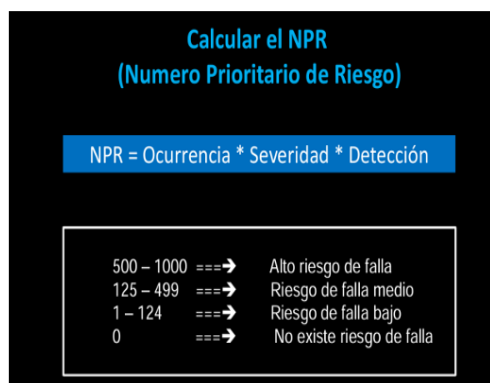 Calcular el NPR
(Numero Prioritario de Riesgo)
NPR = Ocurrencia * Severidad * Detección
500 – 1000 ===➔ Alto riesgo de falla
125 – 499 ===➔ Riesgo de falla medio
1 – 124 ===➔ Riesgo de falla bajo
0 ===➔ No existe riesgo de falla